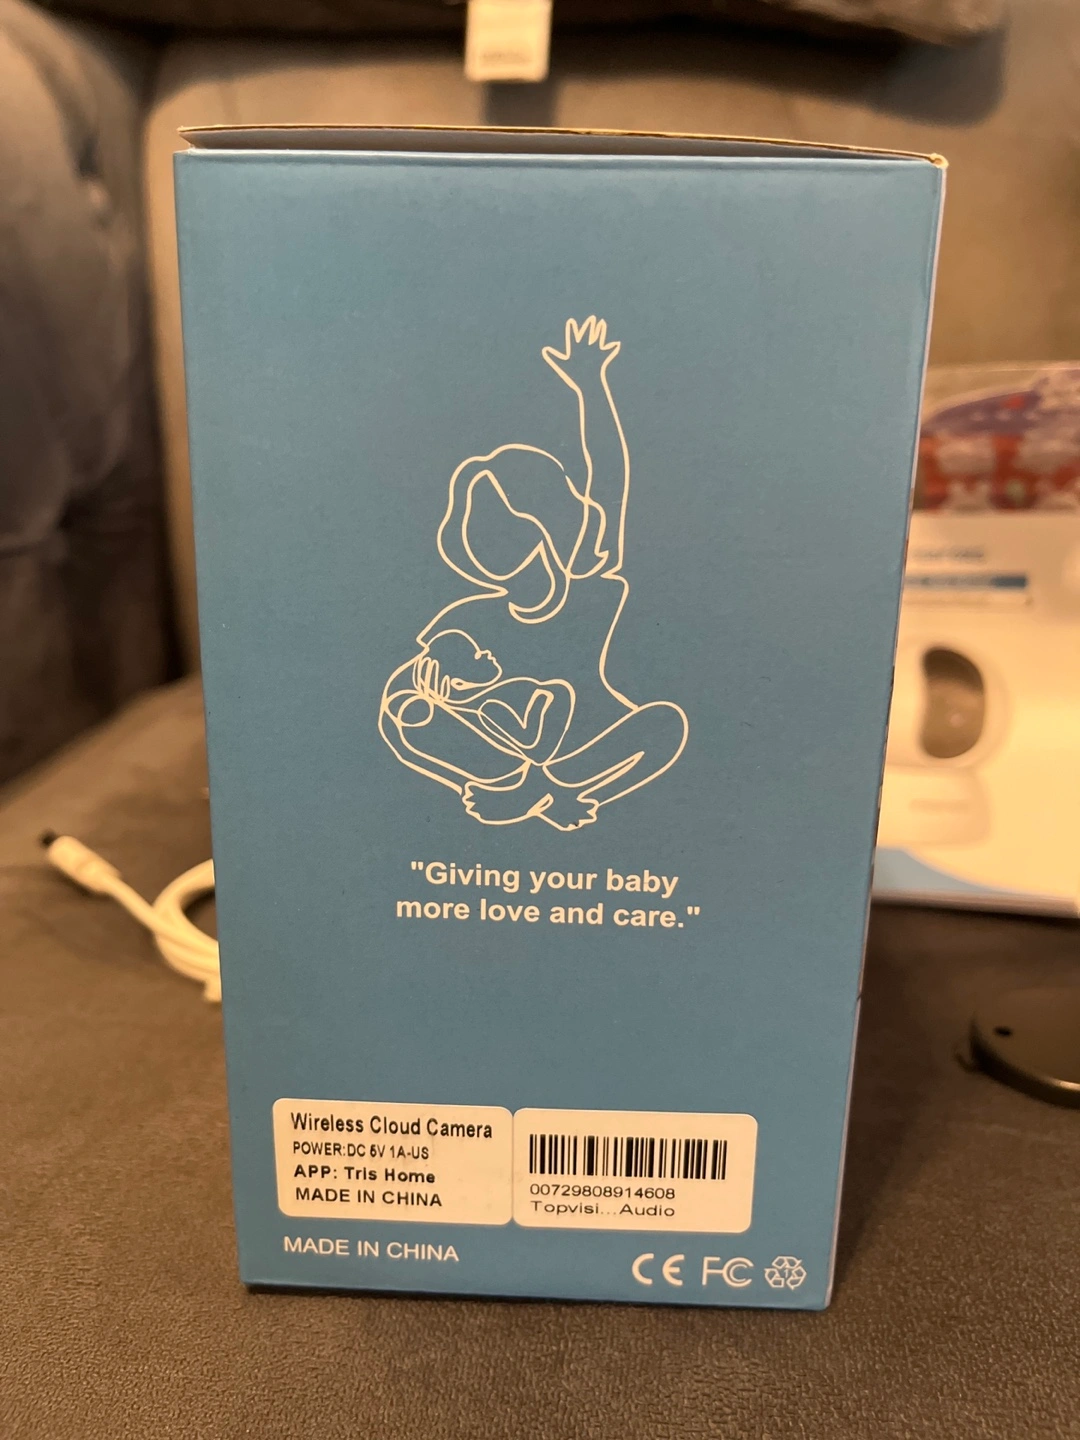 "Giving your baby
more love and care."
Wireless Cloud Camera
POWER:DC 5V 1A-US
APP: Tris Home
MADE IN CHINA
00729808914608
Topvisi...Audio
MADE IN CHINA
CE FC